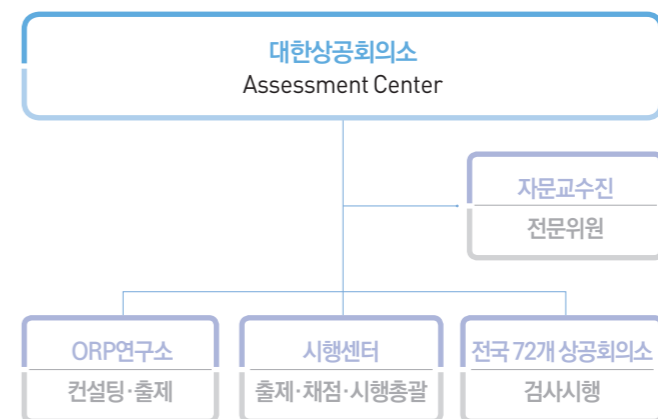 대한상공회의소
Assessment Center
자문교수진
전문위원
ORP연구소
컨설팅·출제
시행센터
출제·채점·시행총괄
전국 72개 상공회의소
검사시행